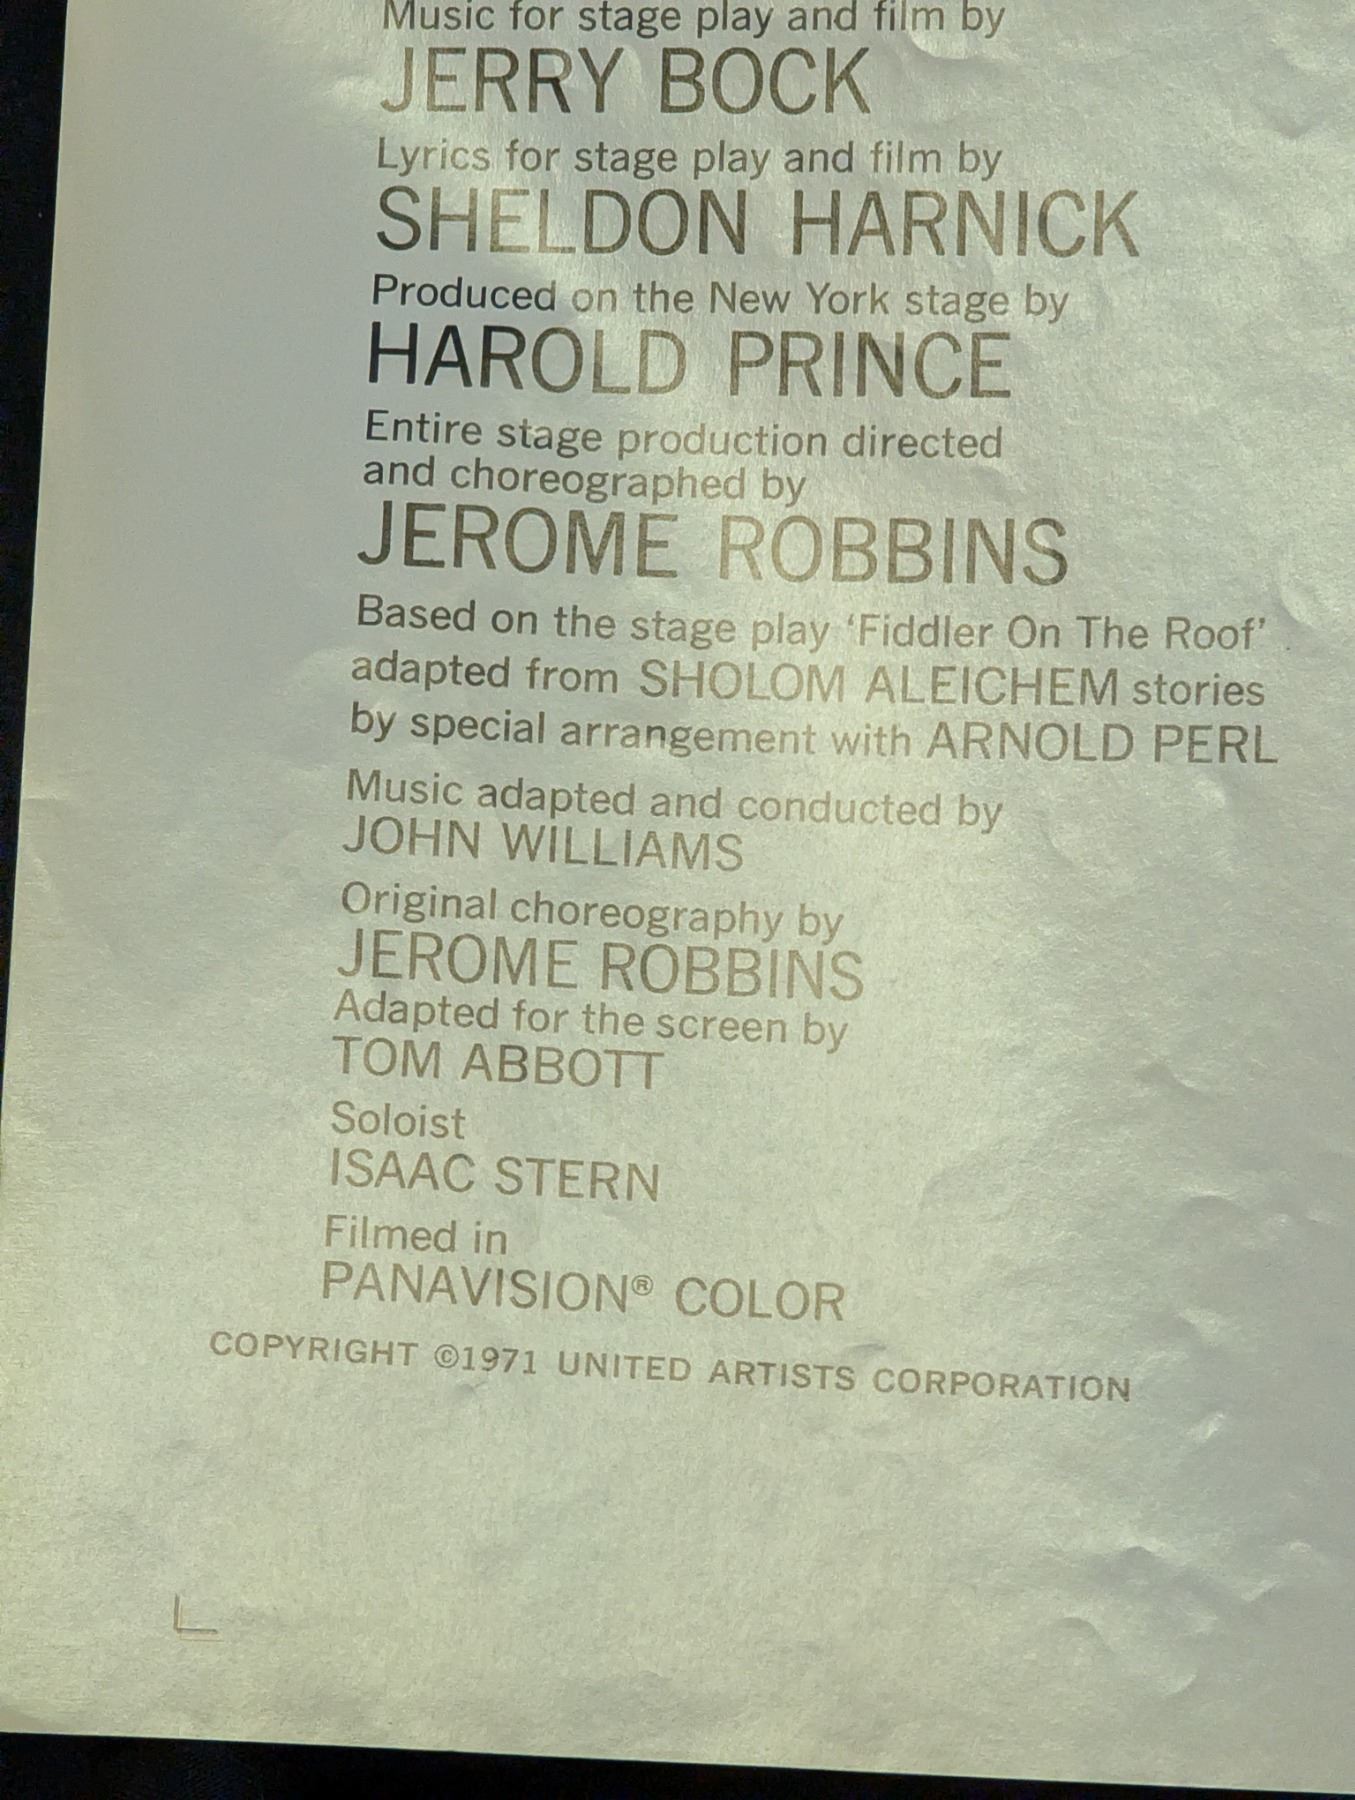 Music for stage play and film by
JERRY BOCK
Lyrics for stage play and film by
SHELDON HARNICK
Produced on the New York stage by
HAROLD PRINCE
Entire stage production directed
and choreographed by
JEROME ROBBINS
Based on the stage play ‘Fiddler On The Roof’
adapted from SHOLOM ALEICHEM stories
by special arrangement with ARNOLD PERL
Music adapted and conducted by
JOHN WILLIAMS
Original choreography by
JEROME ROBBINS
Adapted for the screen by
TOM ABBOTT
Soloist
ISAAC STERN
Filmed in
PANAVISION® COLOR
COPYRIGHT ©1971 UNITED ARTISTS CORPORATION